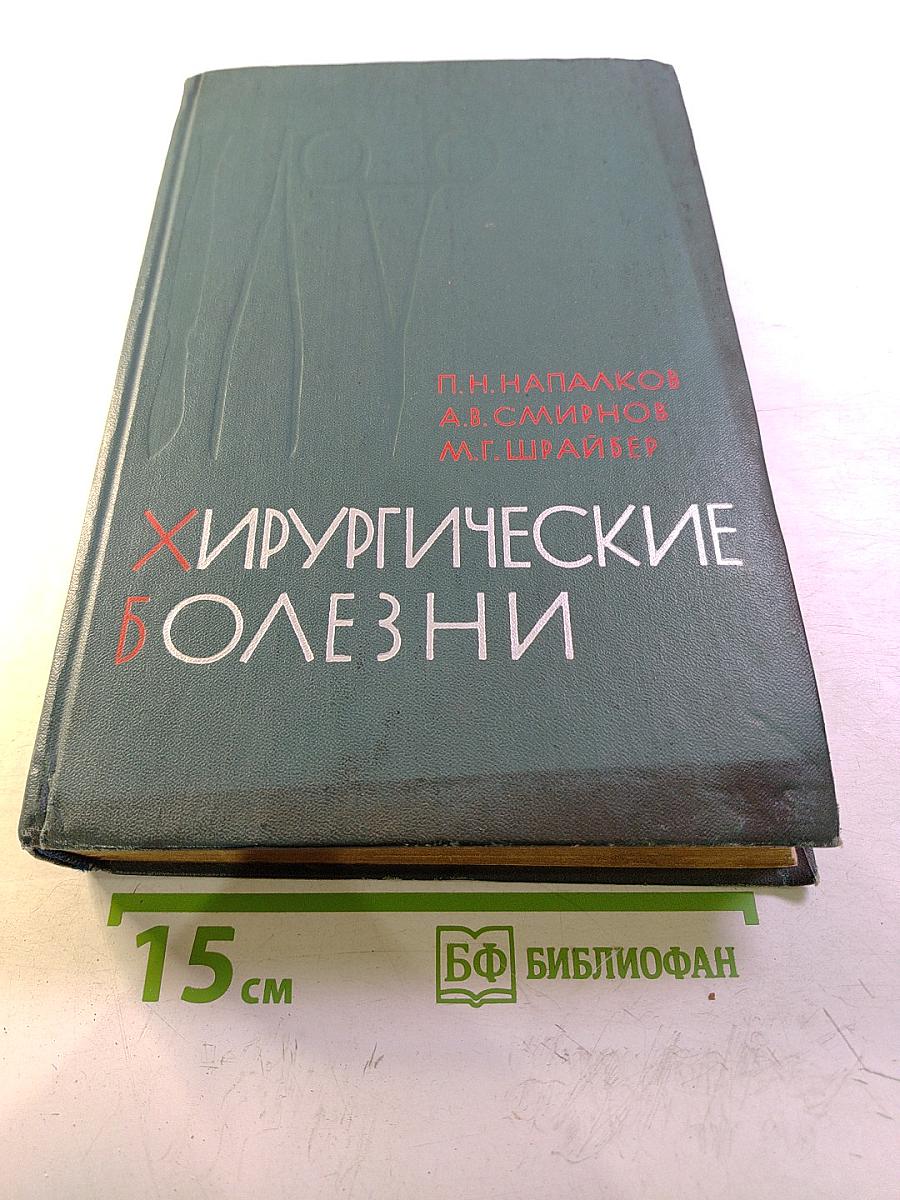 П.Н.НАПАЛКОВ
А.В.СМИРНОВ
М.Г.ШРАЙБЕР
ХИРУРГИЧЕСКИЕ
БОЛЕЗНИ
15 см
БФ БИБЛИОФАН